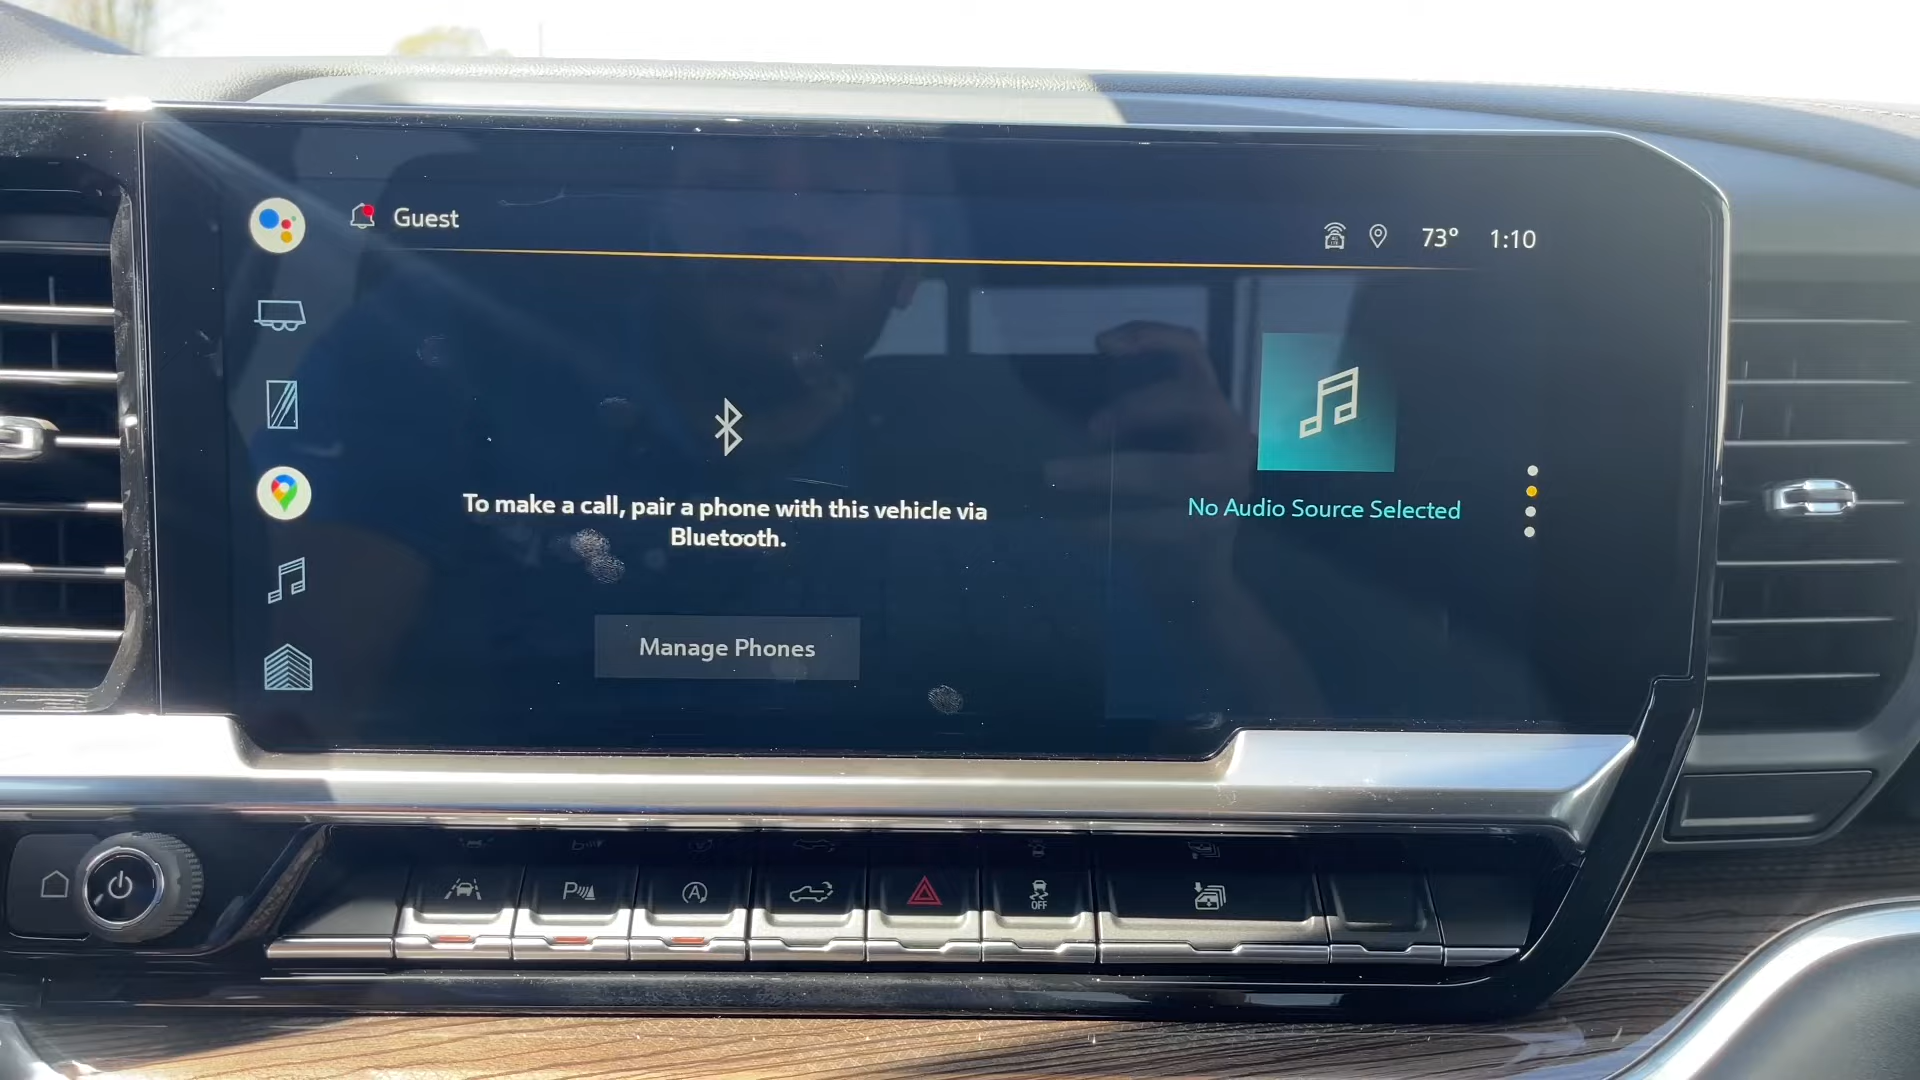 Guest
73° 1:10
To make a call, pair a phone with this vehicle via
Bluetooth.
No Audio Source Selected
Manage Phones
P
A
OFF